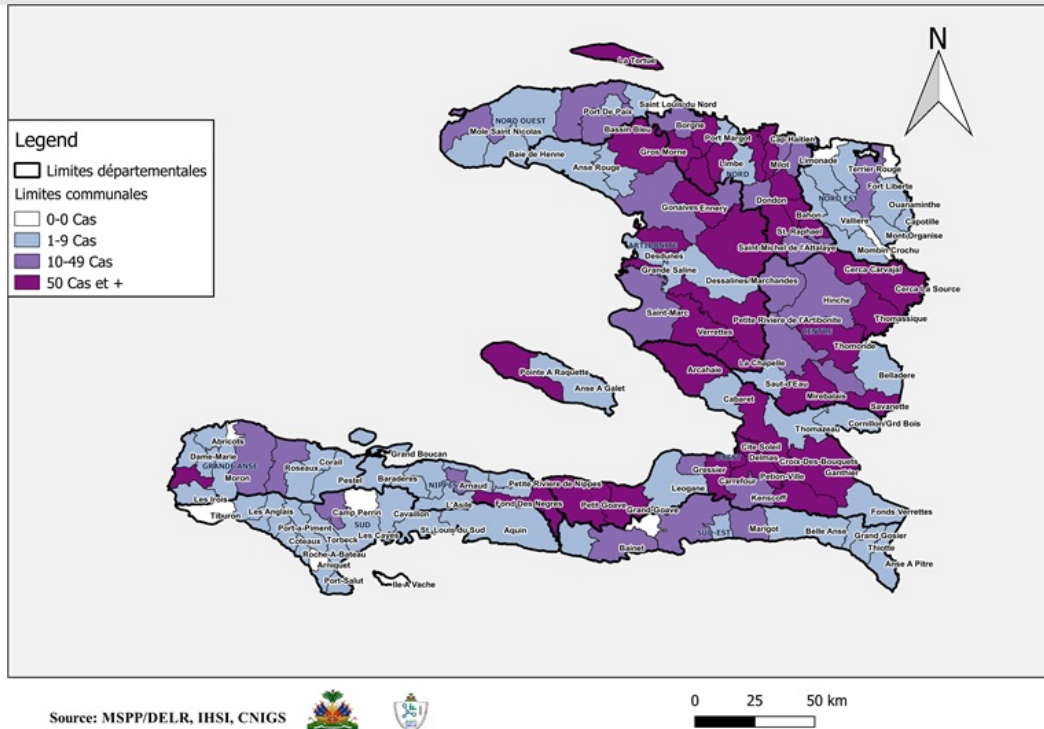 N
La Tortue
Legend
Limites départementales
Limites communales
0-0 Cas
1-9 Cas
10-49 Cas
50 Cas et +
Saint Louis du Nord
Port De Paix
NORD OUEST
Mole Saint Nicolas
Bassin Bleu
Borgne
Port Margot
Cap Haitien
Baie de Henne
Gros Morne
Limbe
Milot
Limonade
Terrier Rouge
Anse Rouge
NORD
Fort Liberte
NORD EST
Ouanaminthe
Gonaives
Ennery
Dondon
Bahon
Valliere
Capotille
St. Raphael
Mont-Organise
ARTIBONITE
Saint-Michel de l'Attalaye
Mombin Crochu
Desdunes
Grande Saline
Cerca Carvajal
Dessalines/Marchandes
Cerca La Source
Hinche
Saint-Marc
Petite Riviere de l'Artibonite
Thomassique
Verrettes
CENTRE
Thomonde
La Chapelle
Arcahaie
Belladere
Pointe A Raquette
Saut-d'Eau
Anse A Galet
Mirebalais
Cabaret
Savanette
Cornillon/Grd Bois
Thomazeau
Abricots
Grand Boucan
Cite Soleil
Dame-Marie
GRANDE ANSE
Corail
Roseaux
OUEST
Delmas
Croix-Des-Bouquets
Moron
Pestel
Baraderes
NIPPES
Arnaud
Petite Riviere de Nippes
Gressier
Petion-Ville
Ganthier
Carrefour
Leogane
Kenscoff
Les Irois
L'Asile
Fond Des Negres
Petit Goave
Grand-Goave
Fonds Verrettes
Tiburon
Les Anglais
Camp Perrin
Cavaillon
SUD
Port-a-Piment
St. Louis du Sud
Aquin
SUD-EST
Marigot
Belle Anse
Grand Gosier
Coteaux
Torbeck
Les Cayes
Bainet
Thiotte
Roche-A-Bateau
Arniquet
Anse A Pitre
Port-Salut
Ile-A Vache
Source: MSPP/DELR, IHSI, CNIGS
0 25 50 km